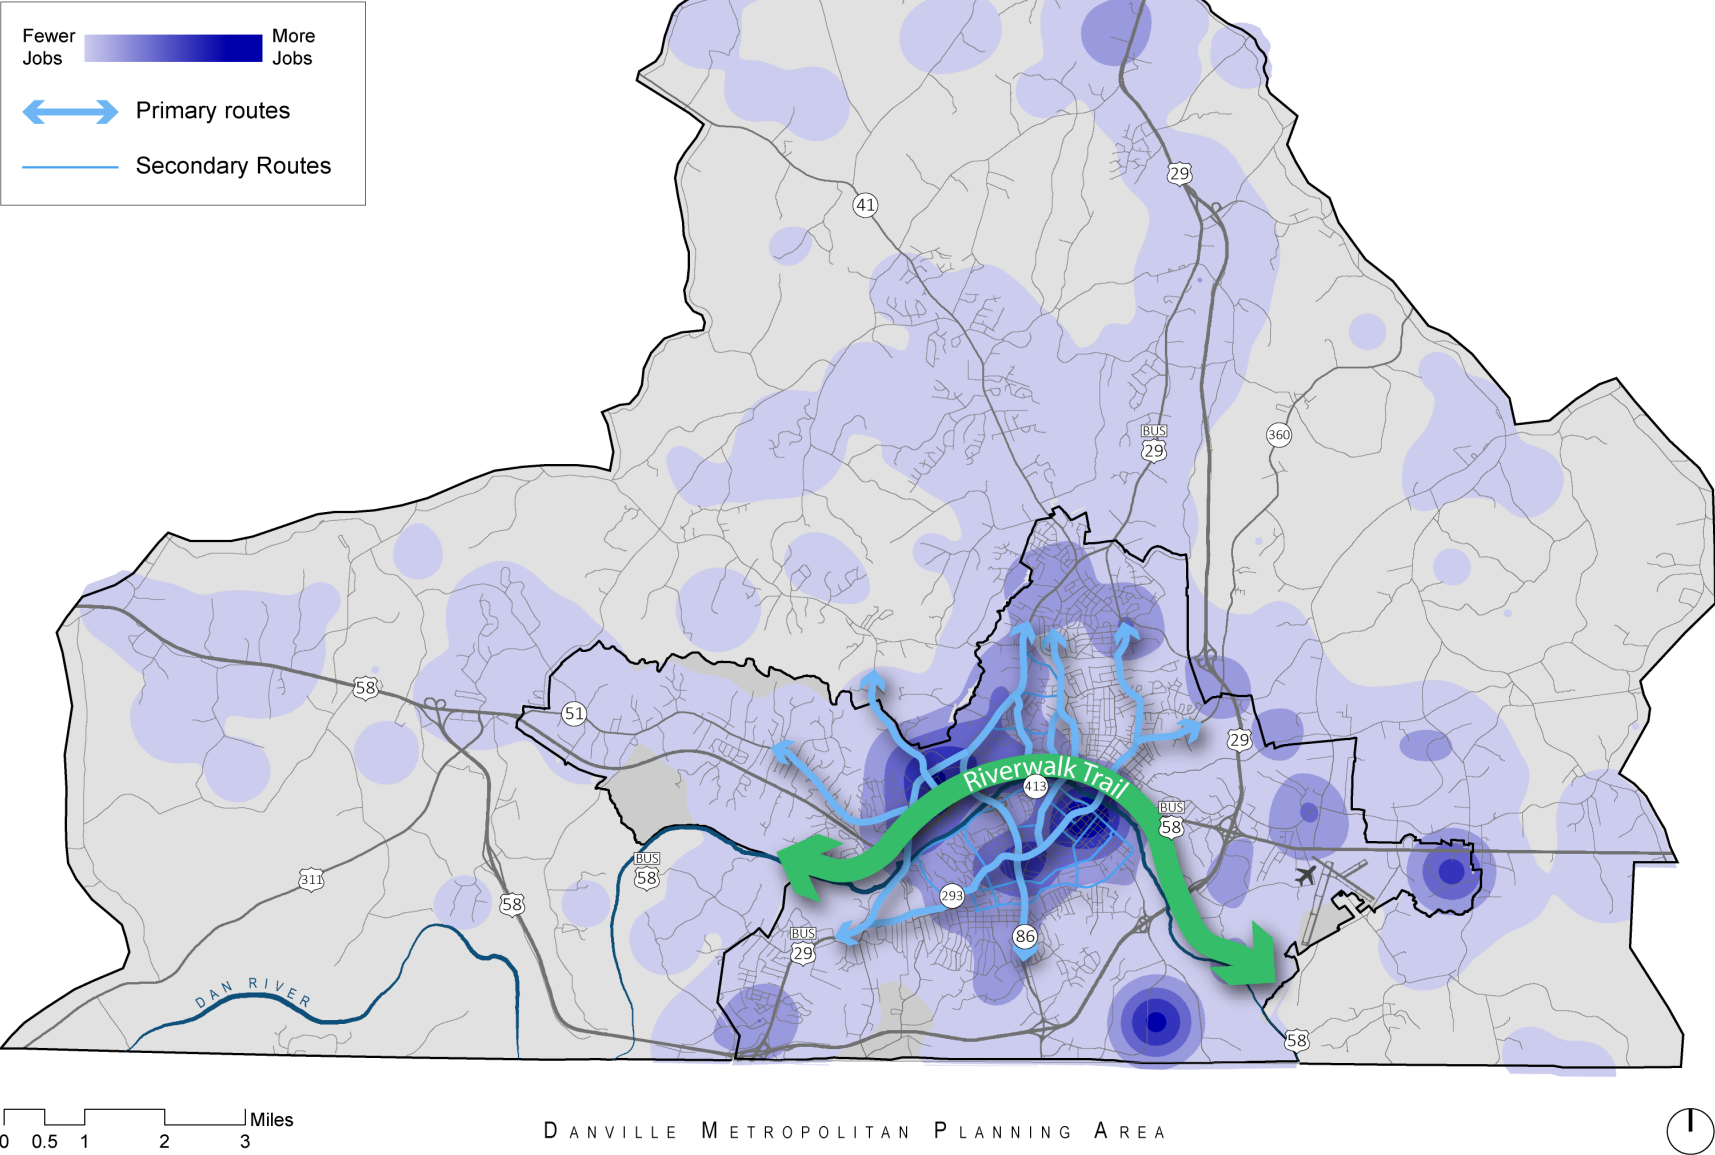 Fewer
Jobs
More
Jobs
Primary routes
Secondary Routes
29
41
BUS
29
360
58
51
29
Riverwalk Trail
413
BUS
58
BUS
58
311
58
293
86
BUS
29
DAN RIVER
58
0 0.5 1 2 3 Miles
DANVILLE METROPOLITAN PLANNING AREA